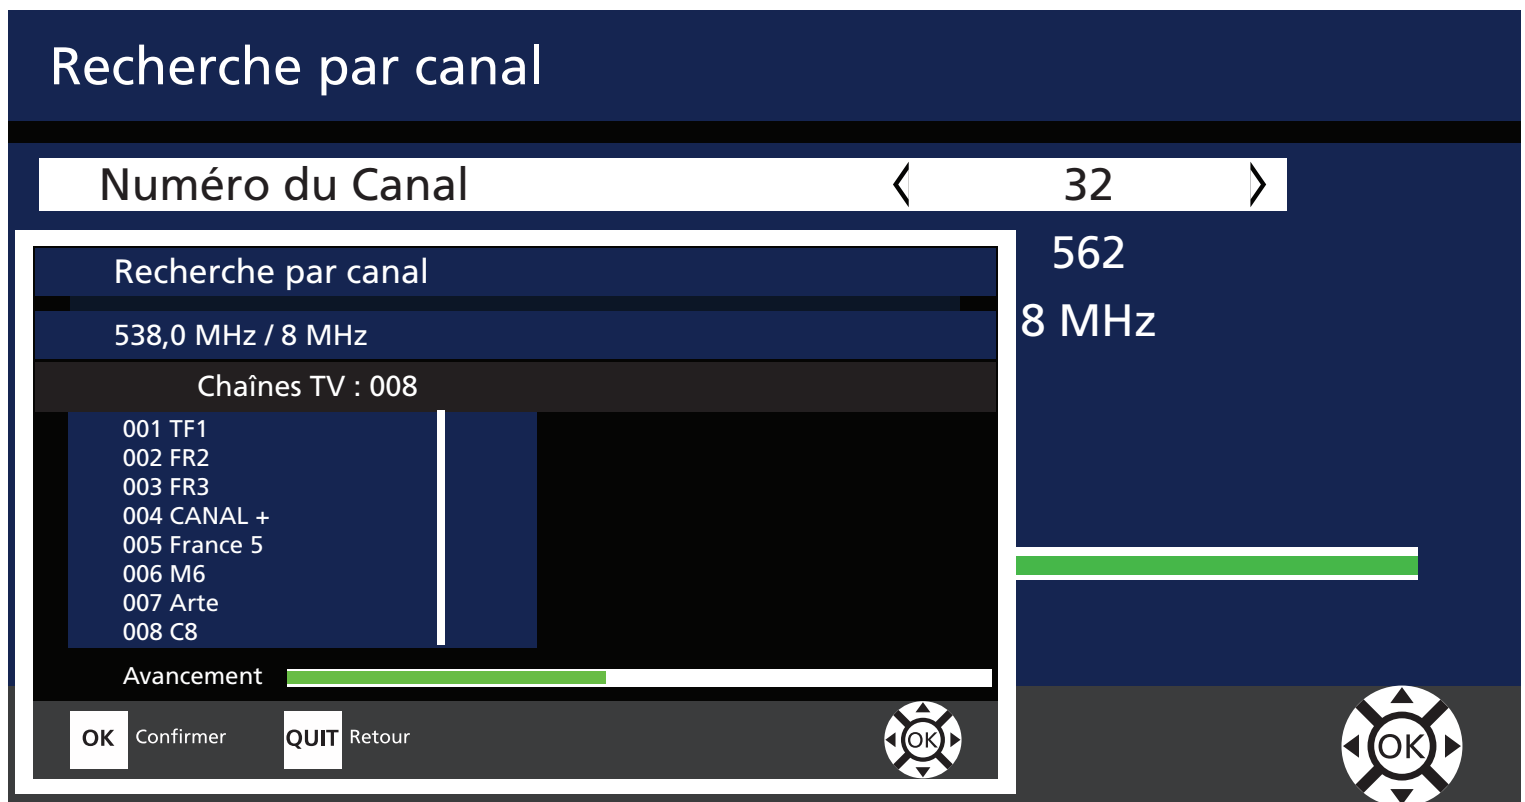 Recherche par canal
Numéro du Canal 32
562
8 MHz
Recherche par canal
538,0 MHz / 8 MHz
Chaînes TV : 008
001 TF1
002 FR2
003 FR3
004 CANAL +
005 France 5
006 M6
007 Arte
008 C8
Avancement
OK Confirmer QUIT Retour OK
OK